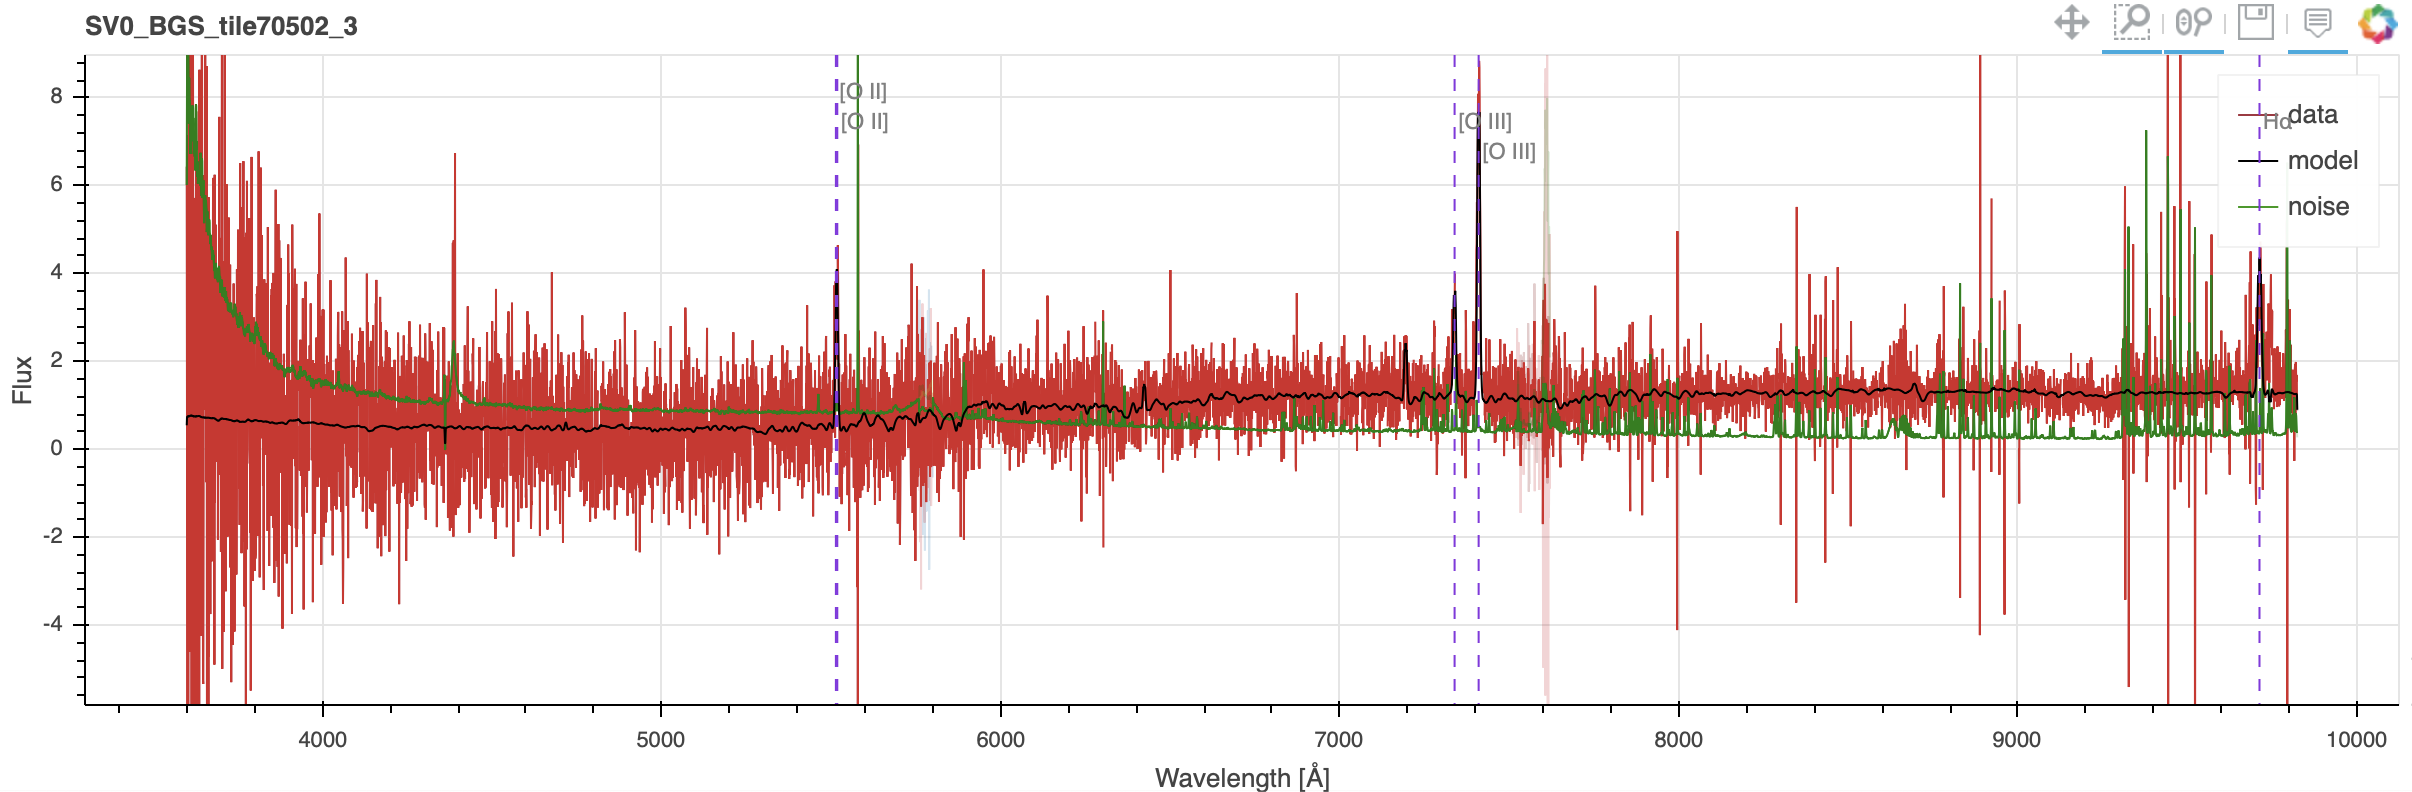 SV0_BGS_tile70502_3
[O II]
[O II]
[O III]
[O III]
Hα
data
model
noise
8
6
4
2
0
-2
-4
Flux
4000
5000
6000
7000
8000
9000
10000
Wavelength [Å]